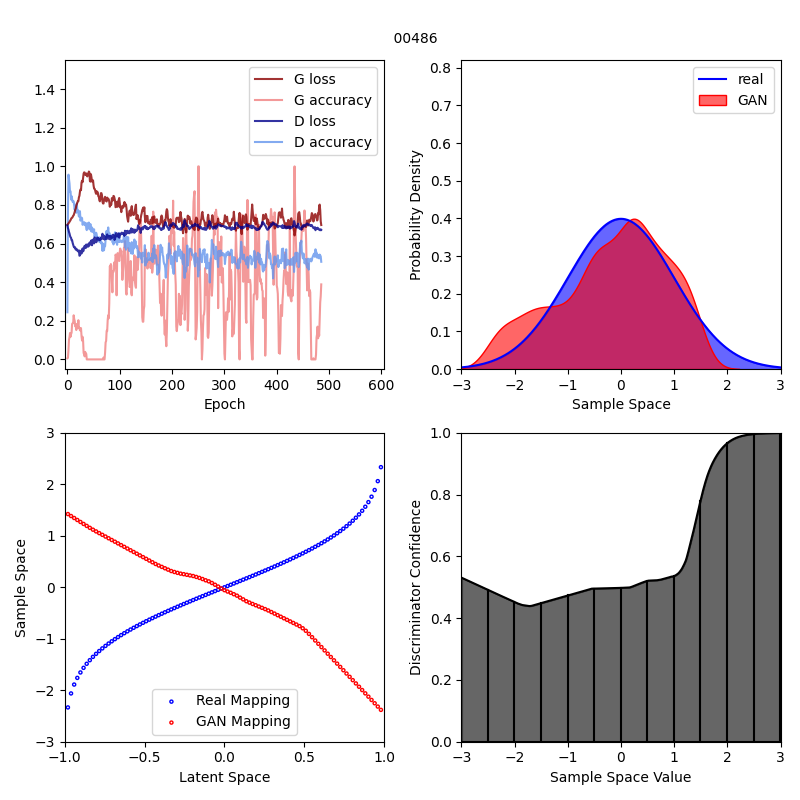 00486
G loss
G accuracy
D loss
D accuracy
1.4
1.2
1.0
0.8
0.6
0.4
0.2
0.0
0 100 200 300 400 500 600
Epoch
real
GAN
Probability Density
0.8
0.7
0.6
0.5
0.4
0.3
0.2
0.1
0.0
−3 −2 −1 0 1 2 3
Sample Space
Sample Space
3
2
1
0
−1
−2
−3
Real Mapping
GAN Mapping
−1.0 −0.5 0.0 0.5 1.0
Latent Space
Discriminator Confidence
1.0
0.8
0.6
0.4
0.2
0.0
−3 −2 −1 0 1 2 3
Sample Space Value